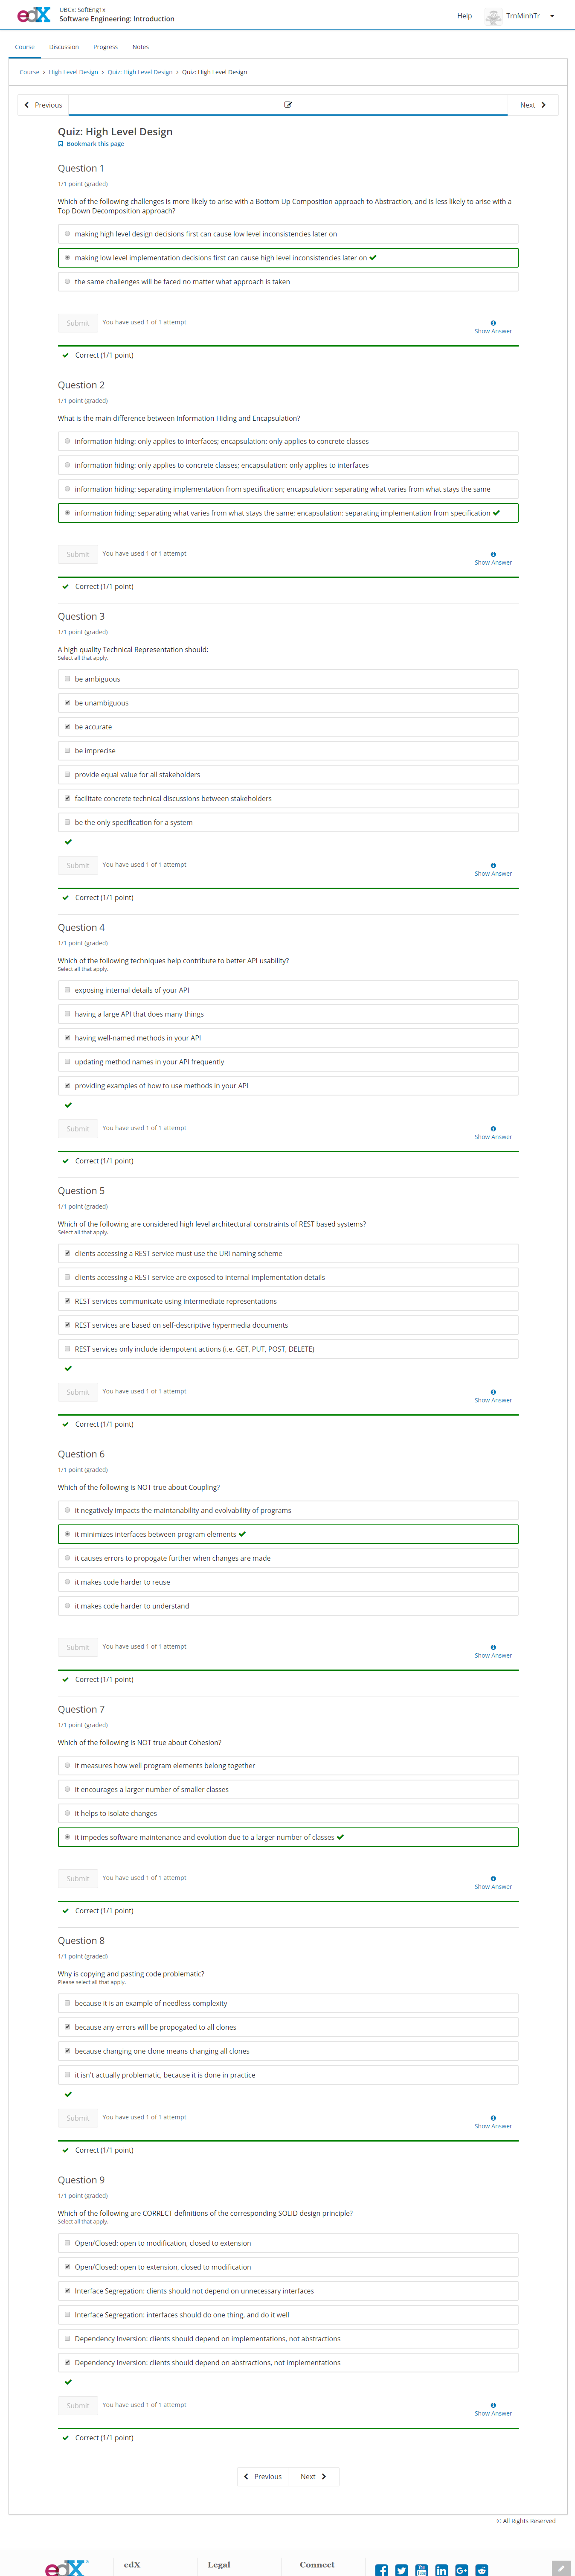 edX
UBCx: SoftEng1x
Software Engineering: Introduction
Help
TrnMinhTr
Course
Discussion
Progress
Notes
Course > High Level Design > Quiz: High Level Design > Quiz: High Level Design
Previous
Next
Quiz: High Level Design
Bookmark this page
Question 1
1/1 point (graded)
Which of the following challenges is more likely to arise with a Bottom Up Composition approach to Abstraction, and is less likely to arise with a
Top Down Decomposition approach?
making high level design decisions first can cause low level inconsistencies later on
making low level implementation decisions first can cause high level inconsistencies later on
the same challenges will be faced no matter what approach is taken
Submit
You have used 1 of 1 attempt
Show Answer
Correct (1/1 point)
Question 2
1/1 point (graded)
What is the main difference between Information Hiding and Encapsulation?
information hiding: only applies to interfaces; encapsulation: only applies to concrete classes
information hiding: only applies to concrete classes; encapsulation: only applies to interfaces
information hiding: separating implementation from specification; encapsulation: separating what varies from what stays the same
information hiding: separating what varies from what stays the same; encapsulation: separating implementation from specification
Submit
You have used 1 of 1 attempt
Show Answer
Correct (1/1 point)
Question 3
1/1 point (graded)
A high quality Technical Representation should:
Select all that apply.
be ambiguous
be unambiguous
be accurate
be imprecise
provide equal value for all stakeholders
facilitate concrete technical discussions between stakeholders
be the only specification for a system
Submit
You have used 1 of 1 attempt
Show Answer
Correct (1/1 point)
Question 4
1/1 point (graded)
Which of the following techniques help contribute to better API usability?
Select all that apply.
exposing internal details of your API
having a large API that does many things
having well-named methods in your API
updating method names in your API frequently
providing examples of how to use methods in your API
Submit
You have used 1 of 1 attempt
Show Answer
Correct (1/1 point)
Question 5
1/1 point (graded)
Which of the following are considered high level architectural constraints of REST based systems?
Select all that apply.
clients accessing a REST service must use the URI naming scheme
clients accessing a REST service are exposed to internal implementation details
REST services communicate using intermediate representations
REST services are based on self-descriptive hypermedia documents
REST services only include idempotent actions (i.e. GET, PUT, POST, DELETE)
Submit
You have used 1 of 1 attempt
Show Answer
Correct (1/1 point)
Question 6
1/1 point (graded)
Which of the following is NOT true about Coupling?
it negatively impacts the maintanability and evolvability of programs
it minimizes interfaces between program elements
it causes errors to propogate further when changes are made
it makes code harder to reuse
it makes code harder to understand
Submit
You have used 1 of 1 attempt
Show Answer
Correct (1/1 point)
Question 7
1/1 point (graded)
Which of the following is NOT true about Cohesion?
it measures how well program elements belong together
it encourages a larger number of smaller classes
it helps to isolate changes
it impedes software maintenance and evolution due to a larger number of classes
Submit
You have used 1 of 1 attempt
Show Answer
Correct (1/1 point)
Question 8
1/1 point (graded)
Why is copying and pasting code problematic?
Please select all that apply.
because it is an example of needless complexity
because any errors will be propogated to all clones
because changing one clone means changing all clones
it isn't actually problematic, because it is done in practice
Submit
You have used 1 of 1 attempt
Show Answer
Correct (1/1 point)
Question 9
1/1 point (graded)
Which of the following are CORRECT definitions of the corresponding SOLID design principle?
Select all that apply.
Open/Closed: open to modification, closed to extension
Open/Closed: open to extension, closed to modification
Interface Segregation: clients should not depend on unnecessary interfaces
Interface Segregation: interfaces should do one thing, and do it well
Dependency Inversion: clients should depend on implementations, not abstractions
Dependency Inversion: clients should depend on abstractions, not implementations
Submit
You have used 1 of 1 attempt
Show Answer
Correct (1/1 point)
Previous
Next
© All Rights Reserved
edX
edX
Legal
Connect